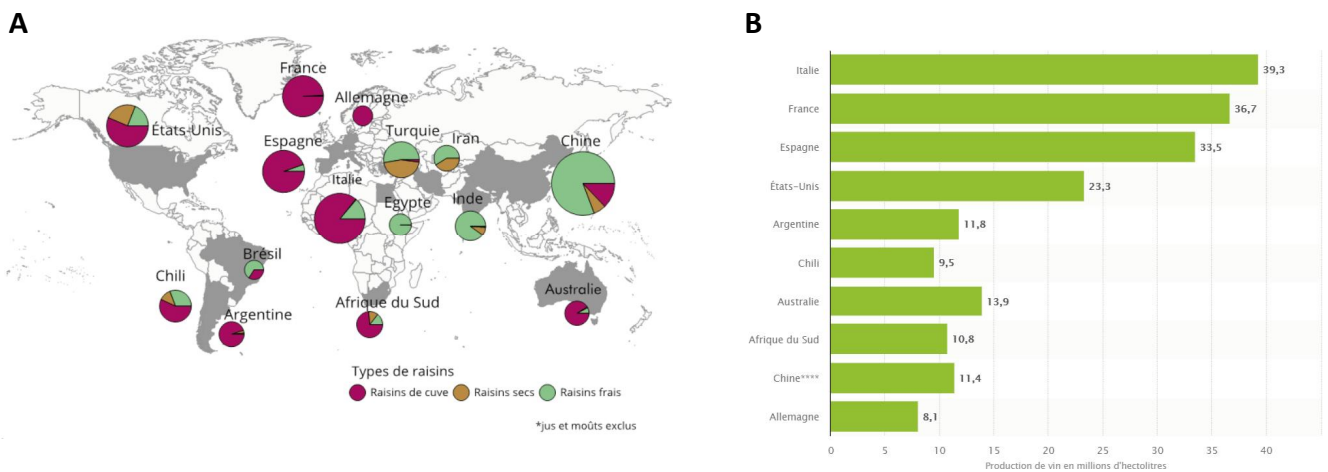 A
France
Allemagne
États-Unis
Espagne
Turquie
Iran
Chine
Italie
Egypte
Inde
Brésil
Chili
Argentine
Afrique du Sud
Australie
Types de raisins
Raisins de cuve
Raisins secs
Raisins frais
*jus et moûts exclus
B
Italie
39,3
France
36,7
Espagne
33,5
États-Unis
23,3
Argentine
11,8
Chili
9,5
Australie
13,9
Afrique du Sud
10,8
Chine****
11,4
Allemagne
8,1
0
5
10
15
20
25
30
35
40
Production de vin en millions d'hectolitres